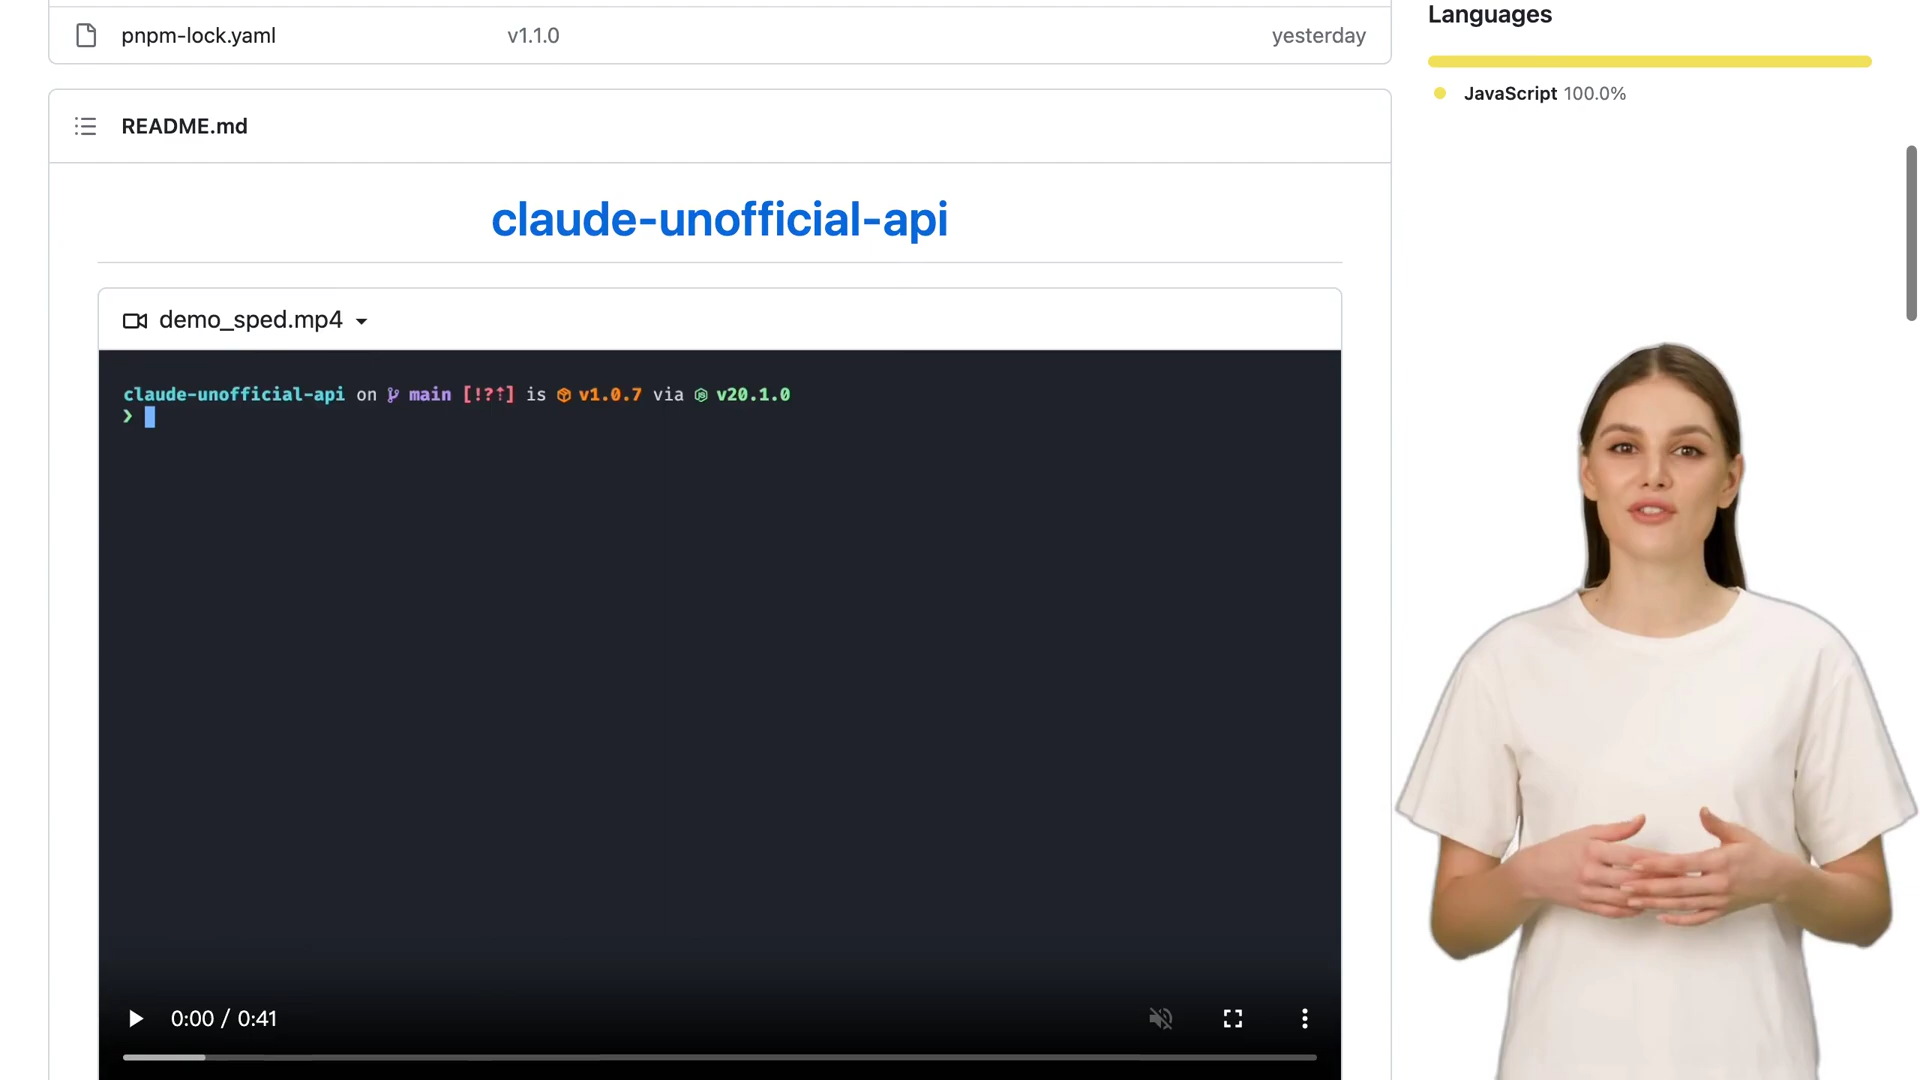 Languages
pnpm-lock.yaml v1.1.0 yesterday
JavaScript 100.0%
README.md
claude-unofficial-api
demo_sped.mp4
claude-unofficial-api on main [!?⇡] is v1.0.7 via v20.1.0
❯
0:00 / 0:41